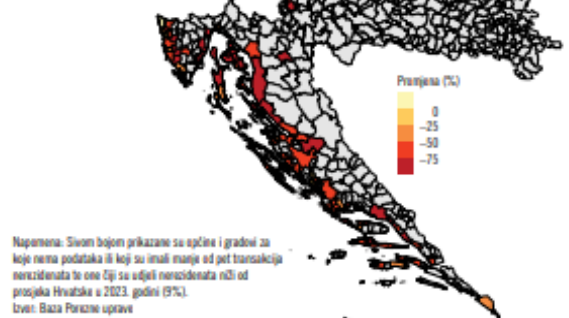 Promjena (%)
0
–25
–50
–75
Napomena: Sivom bojom prikazane su općine i gradovi za
koje nema podataka ili koji su imali manje od pet transakcija
nerezidenata te one čiji su udjeli nerezidenata niži od
prosjeka Hrvatske u 2023. godini (9%).
Izvor: Baza Porezne uprave